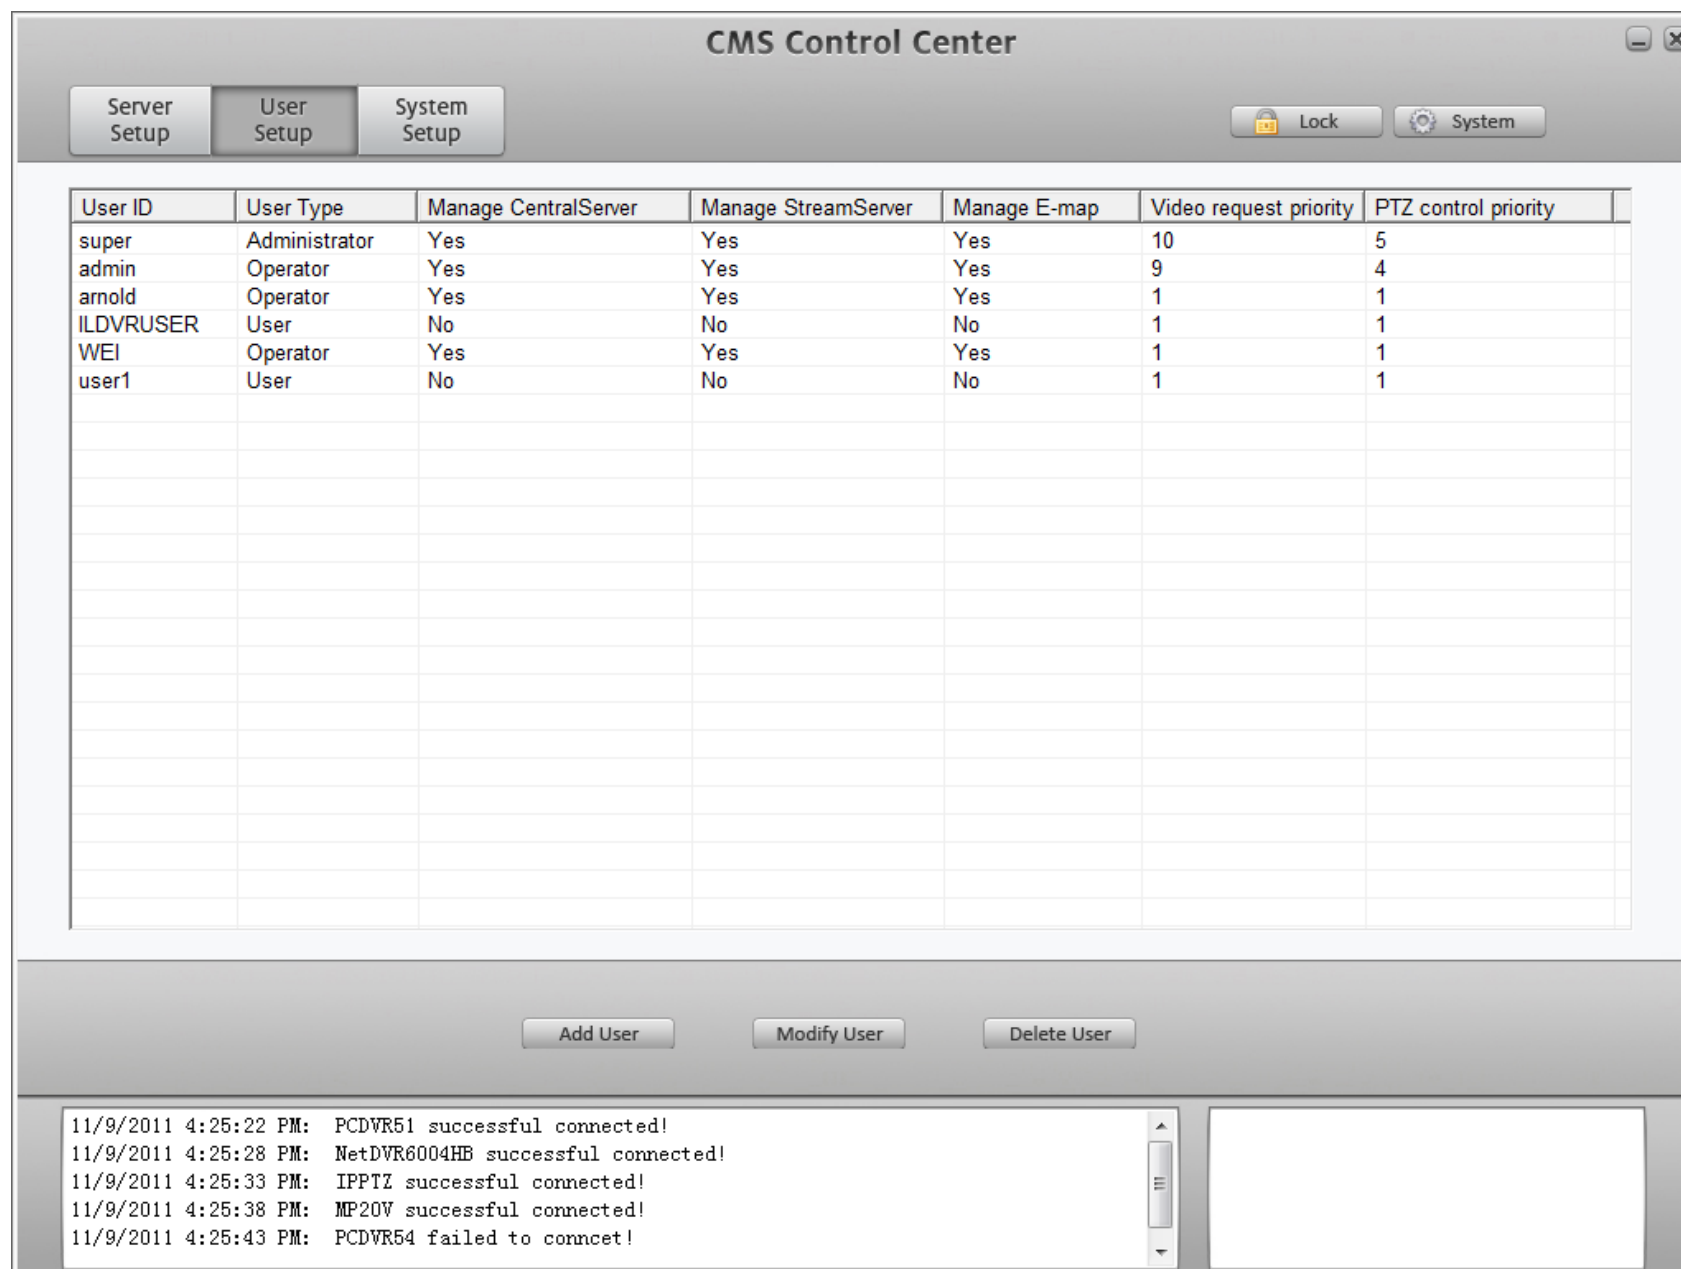 CMS Control Center
Server Setup
User Setup
System Setup
Lock
System
User ID User Type Manage CentralServer Manage StreamServer Manage E-map Video request priority PTZ control priority
super Administrator Yes Yes Yes 10 5
admin Operator Yes Yes Yes 9 4
arnold Operator Yes Yes Yes 1 1
ILDVRUSER User No No No 1 1
WEI Operator Yes Yes Yes 1 1
user1 User No No No 1 1
Add User Modify User Delete User
11/9/2011 4:25:22 PM: PCDVR51 successful connected!
11/9/2011 4:25:28 PM: NetDVR6004HB successful connected!
11/9/2011 4:25:33 PM: IPPTZ successful connected!
11/9/2011 4:25:38 PM: MP20V successful connected!
11/9/2011 4:25:43 PM: PCDVR54 failed to conncet!